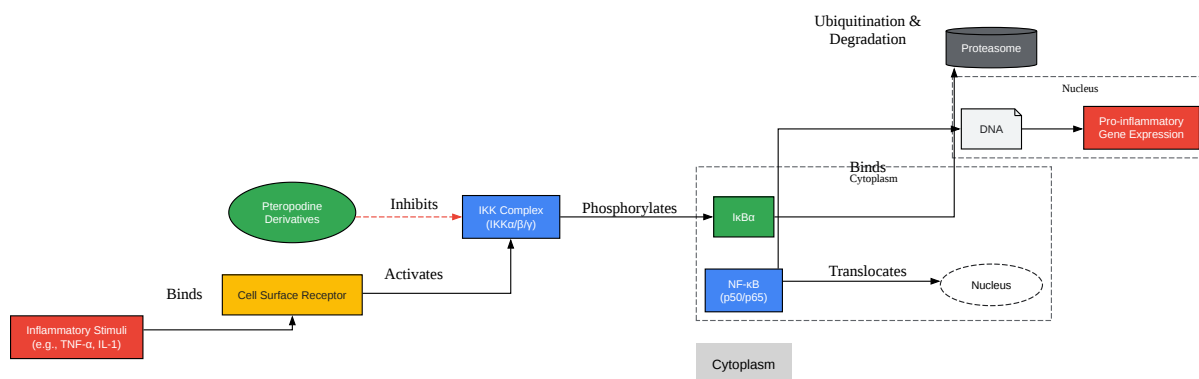 Ubiquitination &
Degradation
Proteasome
Nucleus
DNA
Pro-inflammatory
Gene Expression
Binds
Cytoplasm
Pteropodine
Derivatives
Inhibits
IKK Complex
(IKKα/β/γ)
Phosphorylates
IκBα
Activates
Binds
Cell Surface Receptor
NF-κB
(p50/p65)
Translocates
Nucleus
Inflammatory Stimuli
(e.g., TNF-α, IL-1)
Cytoplasm